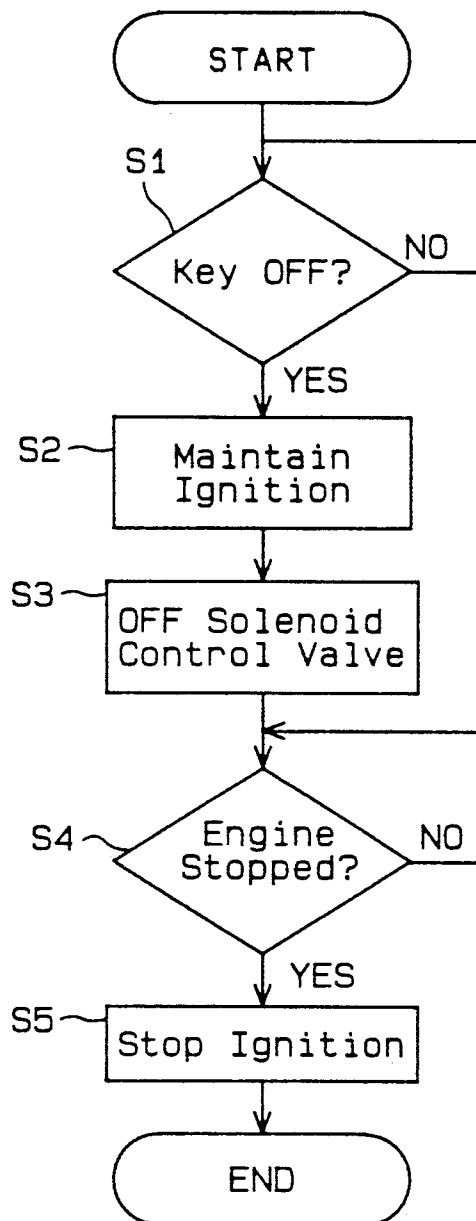 START
S1
Key OFF?
NO
YES
S2
Maintain
Ignition
S3
OFF Solenoid
Control Valve
S4
Engine
Stopped?
NO
YES
S5
Stop Ignition
END